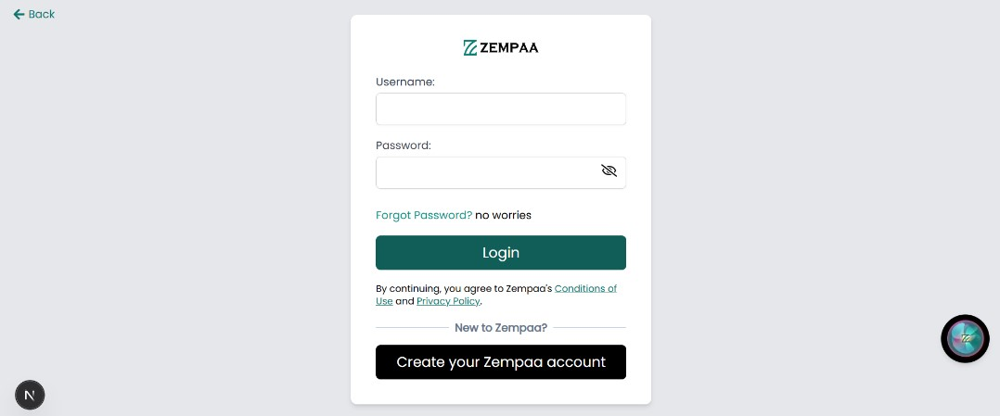 Back
ZEMPAA
Username:
Password:
Forgot Password? no worries
Login
By continuing, you agree to Zempaa's Conditions of
Use and Privacy Policy.
New to Zempaa?
Create your Zempaa account
N